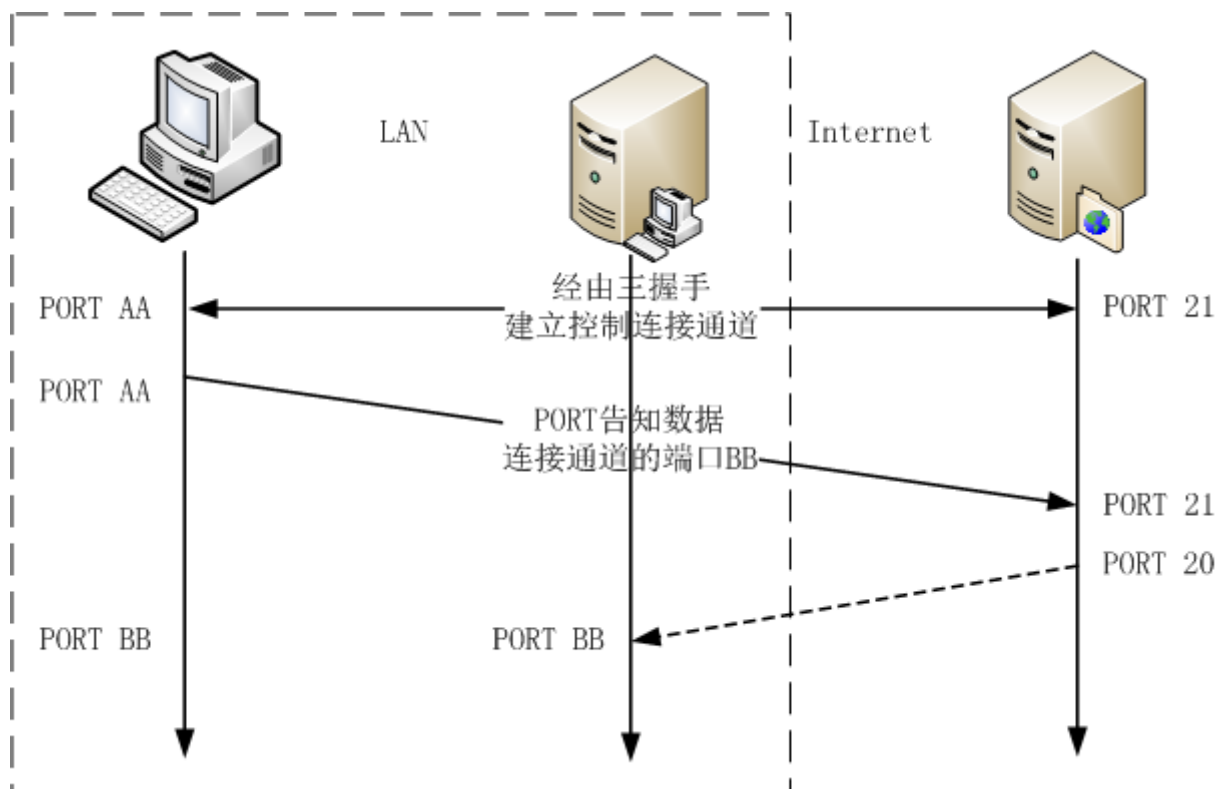 LAN
Internet
经由三握手
建立控制连接通道
PORT AA
PORT 21
PORT AA
PORT告知数据
连接通道的端口BB
PORT 21
PORT 20
PORT BB
PORT BB